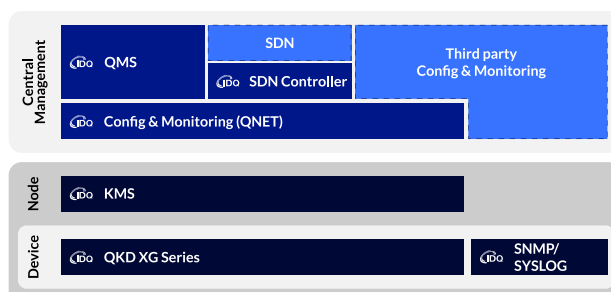 Central
Management
IDQ QMS
SDN
IDQ SDN Controller
Third party
Config & Monitoring
IDQ Config & Monitoring (QNET)
Node
IDQ KMS
Device
IDQ QKD XG Series
IDQ SNMP/
SYSLOG